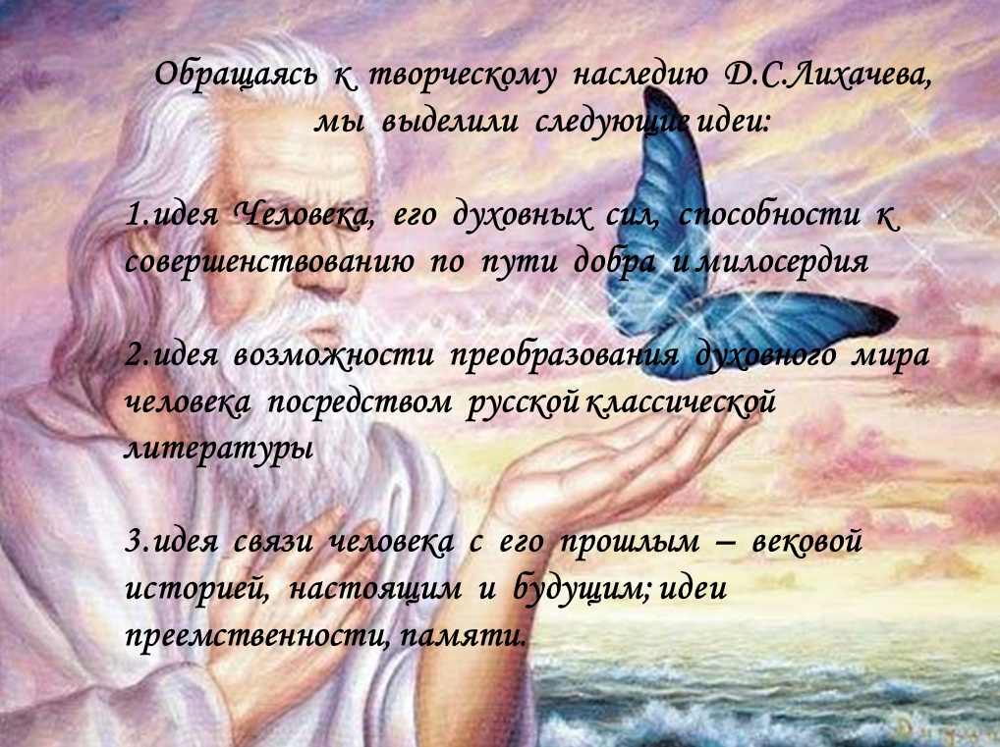 Обращаясь к творческому наследию Д.С.Лихачева,
мы выделили следующие идеи:
1.идея Человека, его духовных сил, способности к
совершенствованию по пути добра и милосердия
2.идея возможности преобразования духовного мира
человека посредством русской классической
литературы
3.идея связи человека с его прошлым – вековой
историей, настоящим и будущим; идеи
преемственности, памяти.